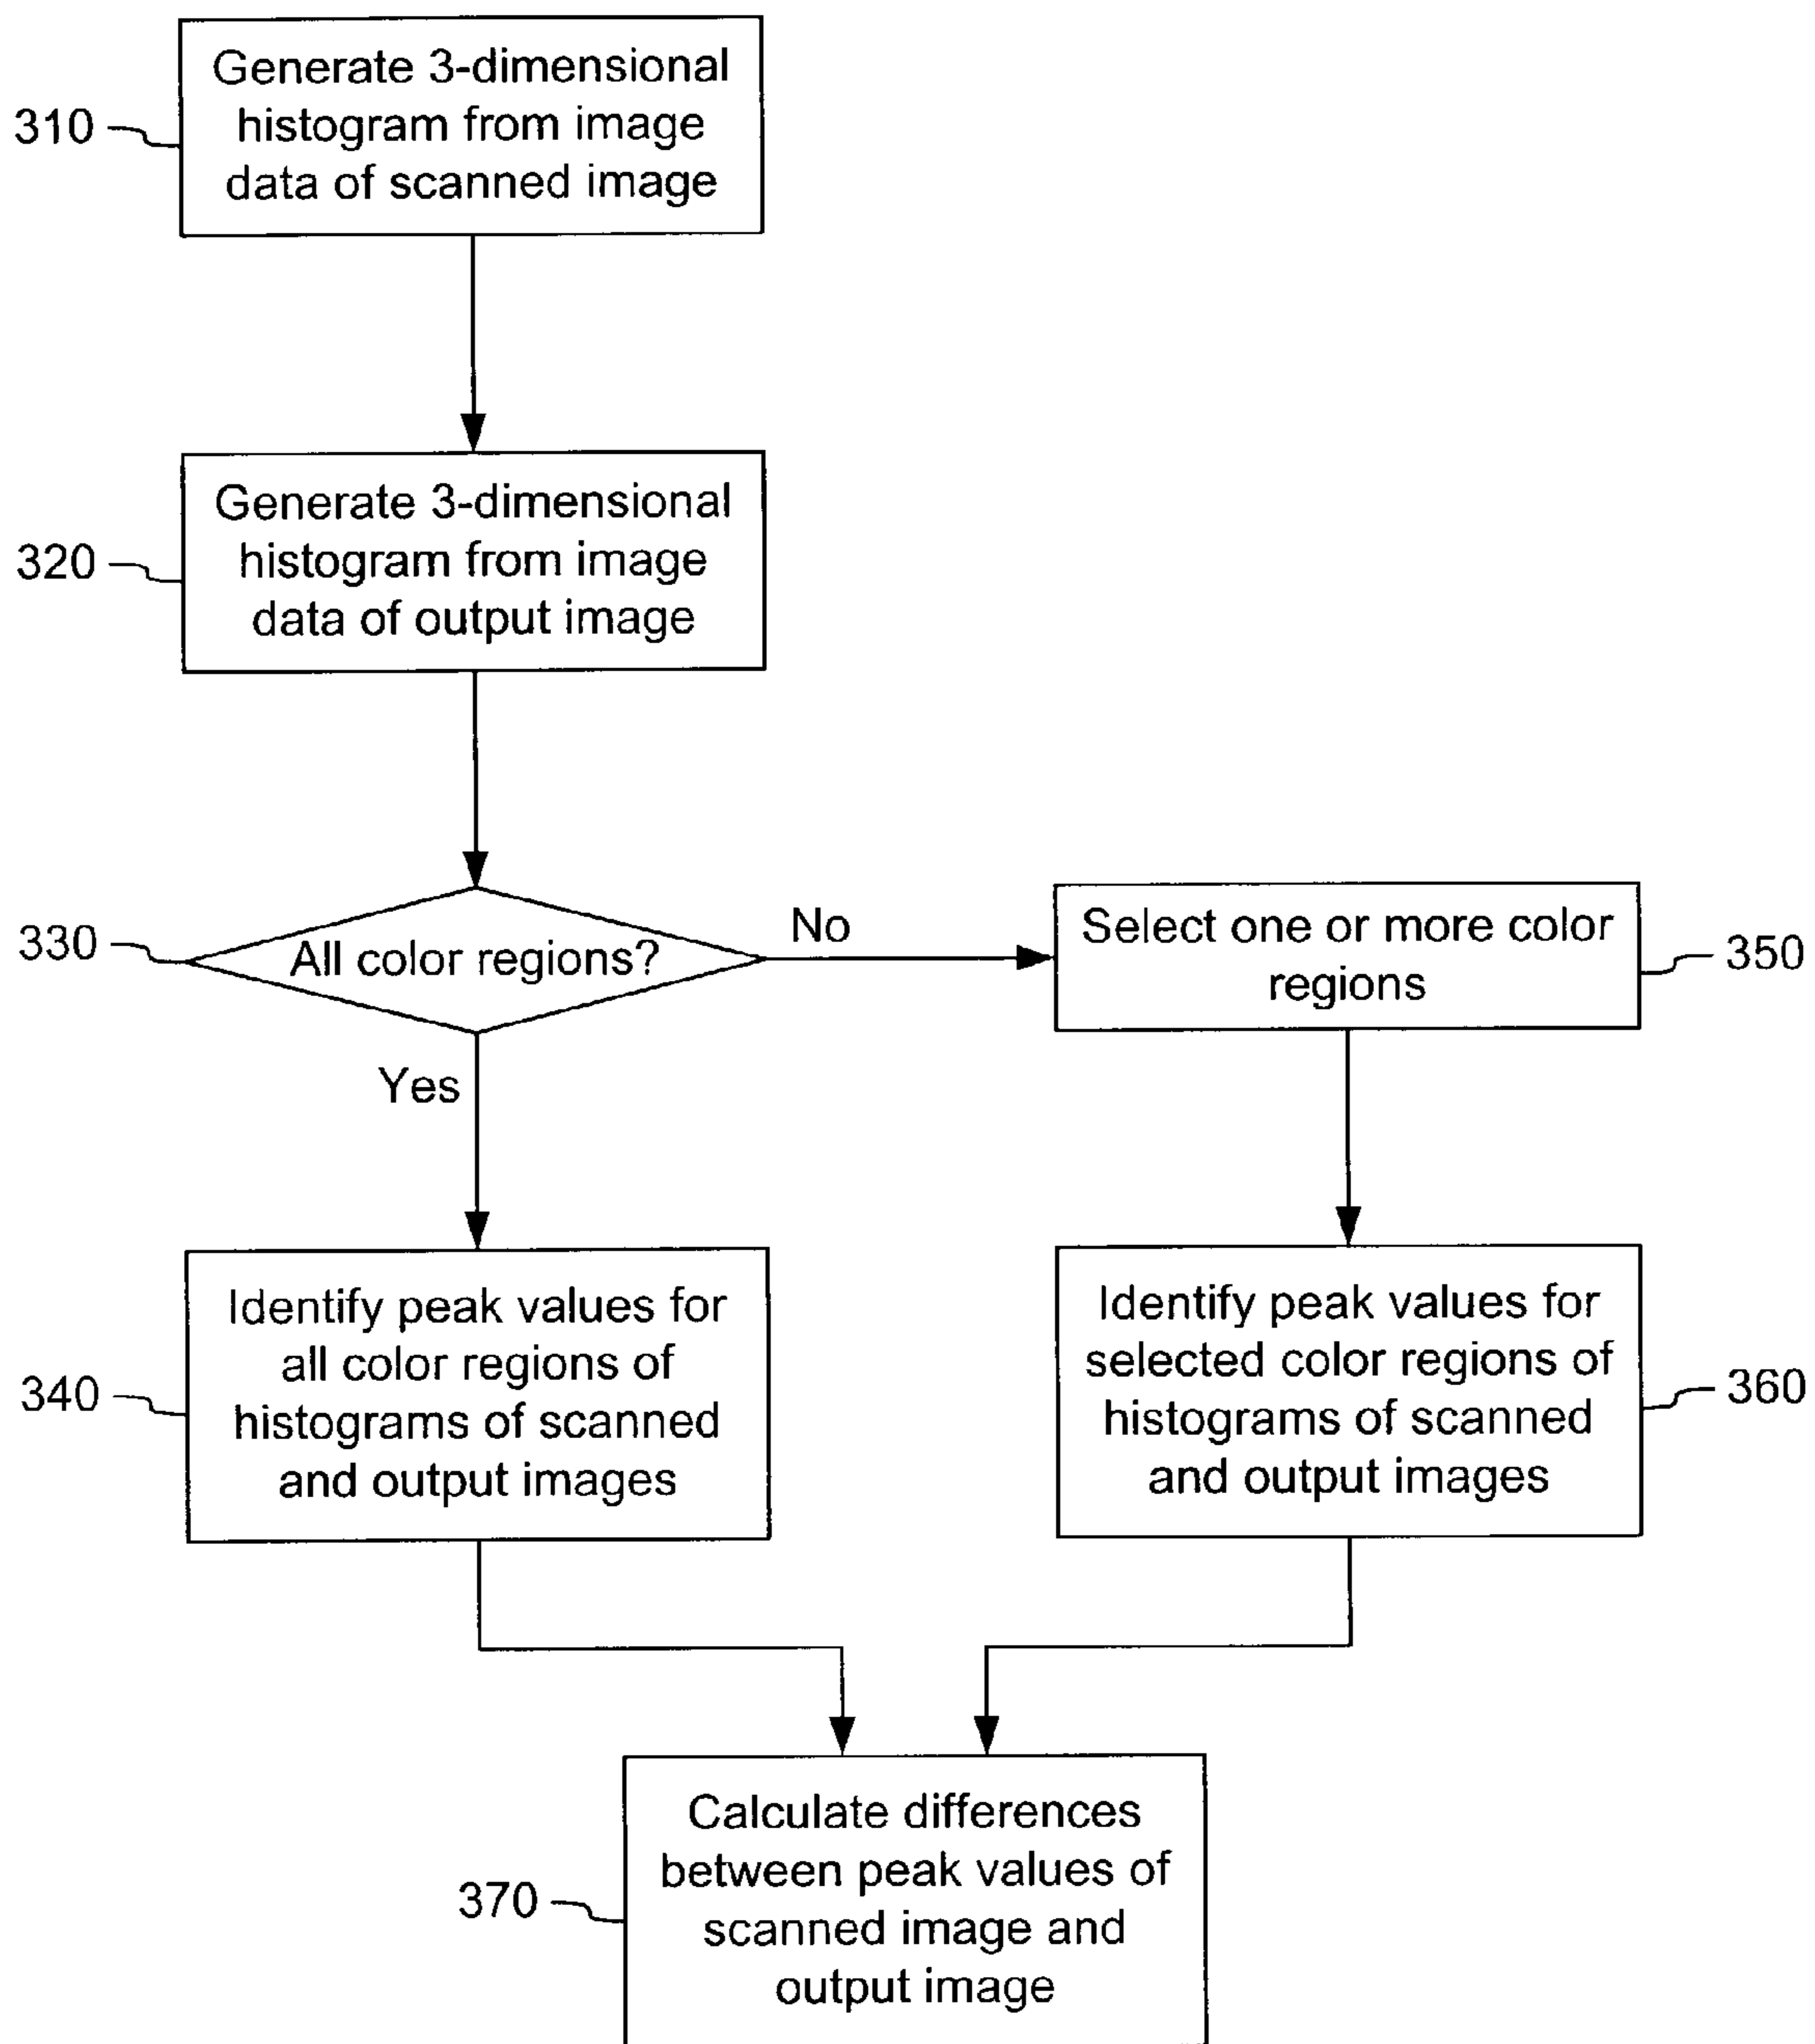 Generate 3-dimensional
histogram from image
data of scanned image
310
Generate 3-dimensional
histogram from image
data of output image
320
330
All color regions?
No
Select one or more color
regions
350
Yes
Identify peak values for
all color regions of
histograms of scanned
and output images
340
Identify peak values for
selected color regions of
histograms of scanned
and output images
360
Calculate differences
between peak values of
scanned image and
output image
370